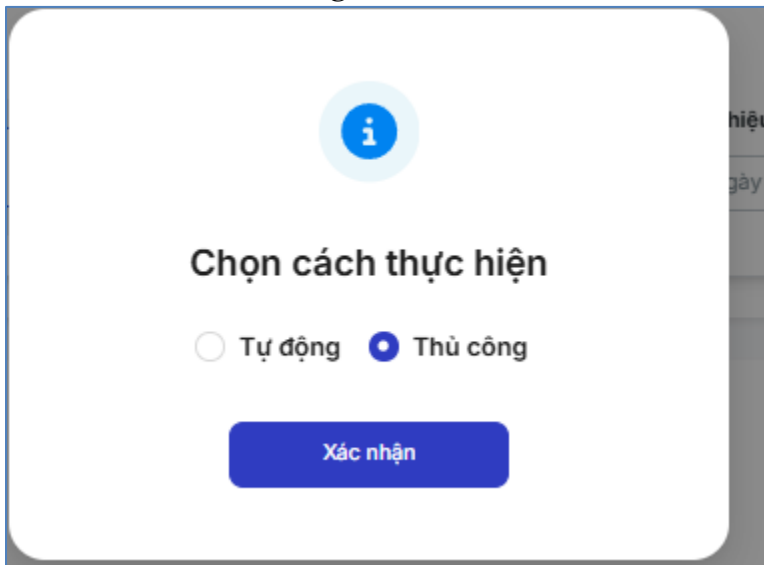 g
Chọn cách thực hiện
Tự động Thủ công
Xác nhận